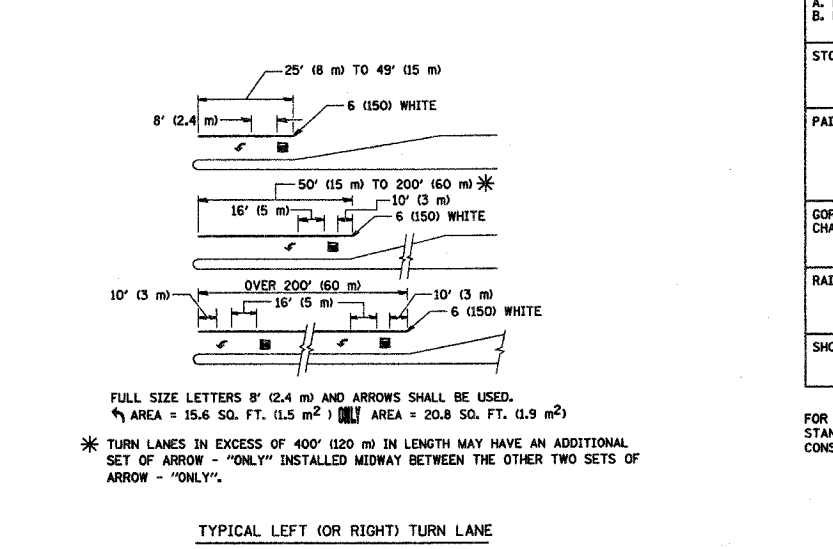 25' (8 m) TO 49' (15 m)
6 (150) WHITE
8' (2.4 m)
50' (15 m) TO 200' (60 m) *
10' (3 m)
16' (5 m)
6 (150) WHITE
OVER 200' (60 m)
10' (3 m)
16' (5 m)
10' (3 m)
6 (150) WHITE
FULL SIZE LETTERS 8' (2.4 m) AND ARROWS SHALL BE USED.
AREA = 15.6 SQ. FT. (1.5 m²) ONLY AREA = 20.8 SQ. FT. (1.9 m²)
* TURN LANES IN EXCESS OF 400' (120 m) IN LENGTH MAY HAVE AN ADDITIONAL
SET OF ARROW - "ONLY" INSTALLED MIDWAY BETWEEN THE OTHER TWO SETS OF
ARROW - "ONLY".
TYPICAL LEFT (OR RIGHT) TURN LANE
A.
B.
STO
PAI
GOR
CHA
RAI
SHO
FOR
STAN
CONS